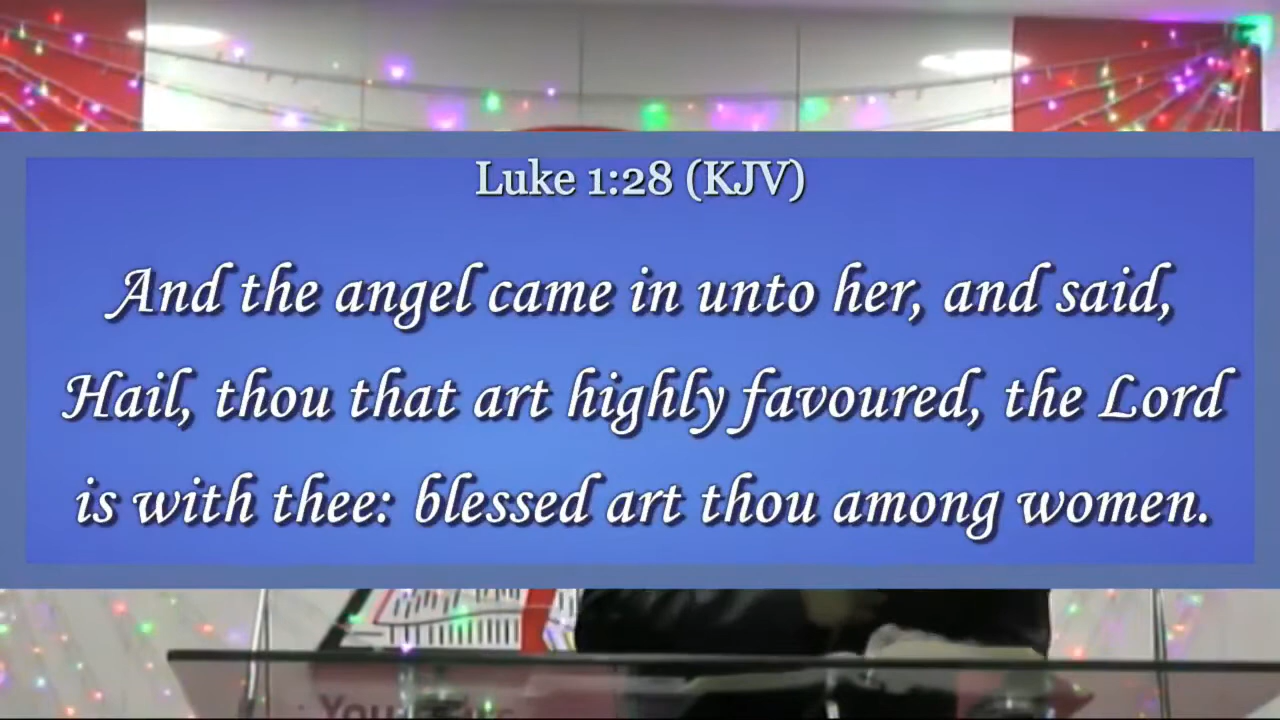 Luke 1:28 (KJV)
And the angel came in unto her, and said,
Hail, thou that art highly favoured, the Lord
is with thee: blessed art thou among women.
You